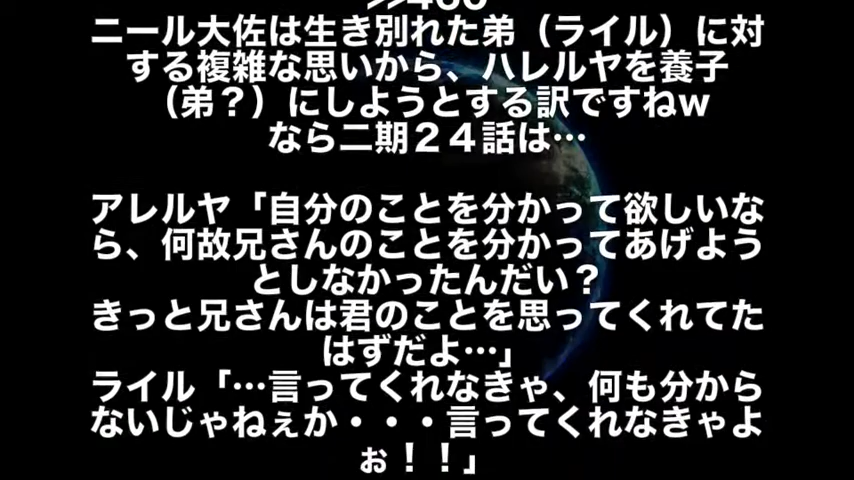 >>460
ニール大佐は生き別れた弟（ライル）に対
する複雑な思いから、ハレルヤを養子
（弟？）にしようとする訳ですねw
なら二期２４話は…
アレルヤ「自分のことを分かって欲しいな
ら、何故兄さんのことを分かってあげよう
としなかったんだい？
きっと兄さんは君のことを思ってくれてた
はずだよ…」
ライル「…言ってくれなきゃ、何も分から
ないじゃねぇか・・・言ってくれなきゃよ
ぉ！！」